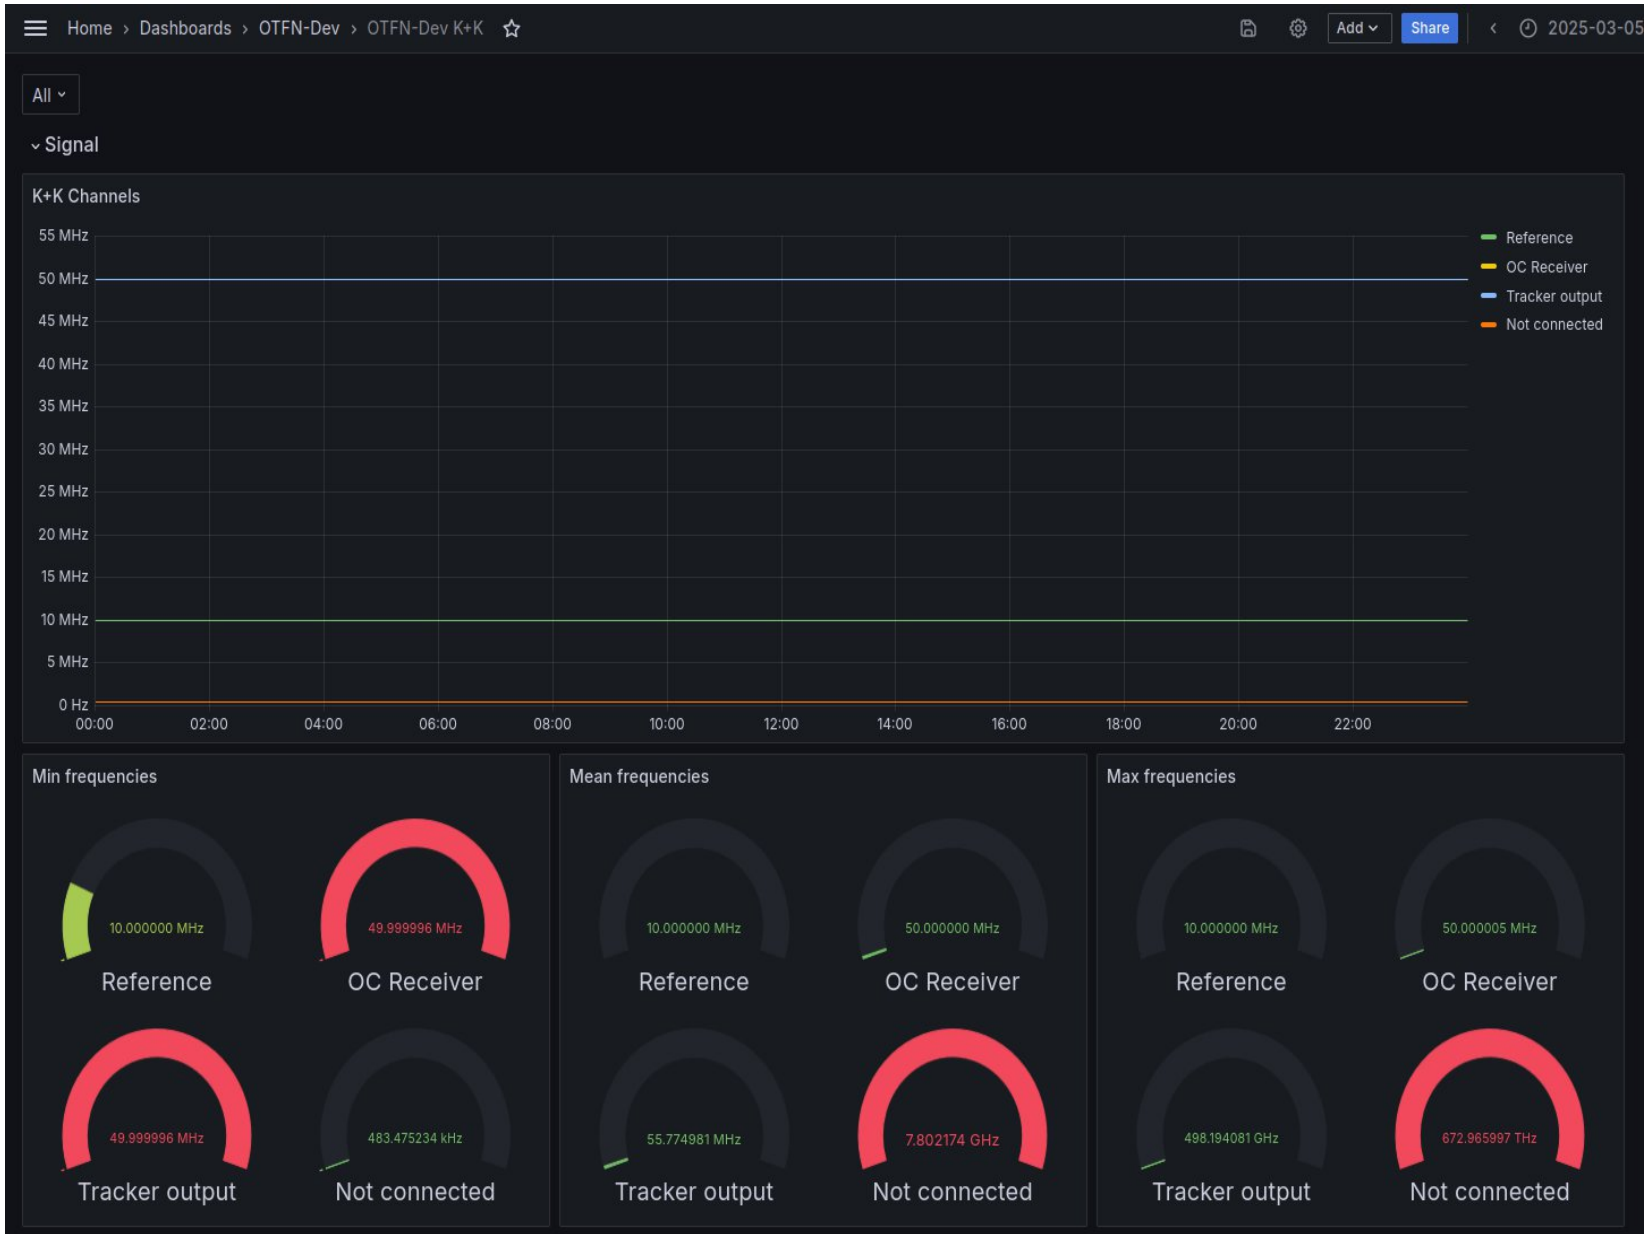 Home › Dashboards › OTFN-Dev › OTFN-Dev K+K
Add
Share
2025-03-05
All
Signal
K+K Channels
55 MHz
50 MHz
45 MHz
40 MHz
35 MHz
30 MHz
25 MHz
20 MHz
15 MHz
10 MHz
5 MHz
0 Hz
00:00 02:00 04:00 06:00 08:00 10:00 12:00 14:00 16:00 18:00 20:00 22:00
Reference
OC Receiver
Tracker output
Not connected
Min frequencies
10.000000 MHz
Reference
49.999996 MHz
OC Receiver
49.999996 MHz
Tracker output
483.475234 kHz
Not connected
Mean frequencies
10.000000 MHz
Reference
50.000000 MHz
OC Receiver
55.774981 MHz
Tracker output
7.802174 GHz
Not connected
Max frequencies
10.000000 MHz
Reference
50.000005 MHz
OC Receiver
498.194081 GHz
Tracker output
672.965997 THz
Not connected